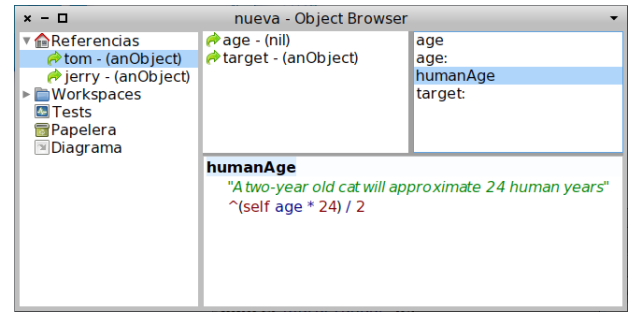 nueva - Object Browser
Referencias
tom - (anObject)
jerry - (anObject)
Workspaces
Tests
Papelera
Diagrama
age - (nil)
target - (anObject)
age
age:
humanAge
target:
humanAge
"A two-year old cat will approximate 24 human years"
^(self age * 24) / 2